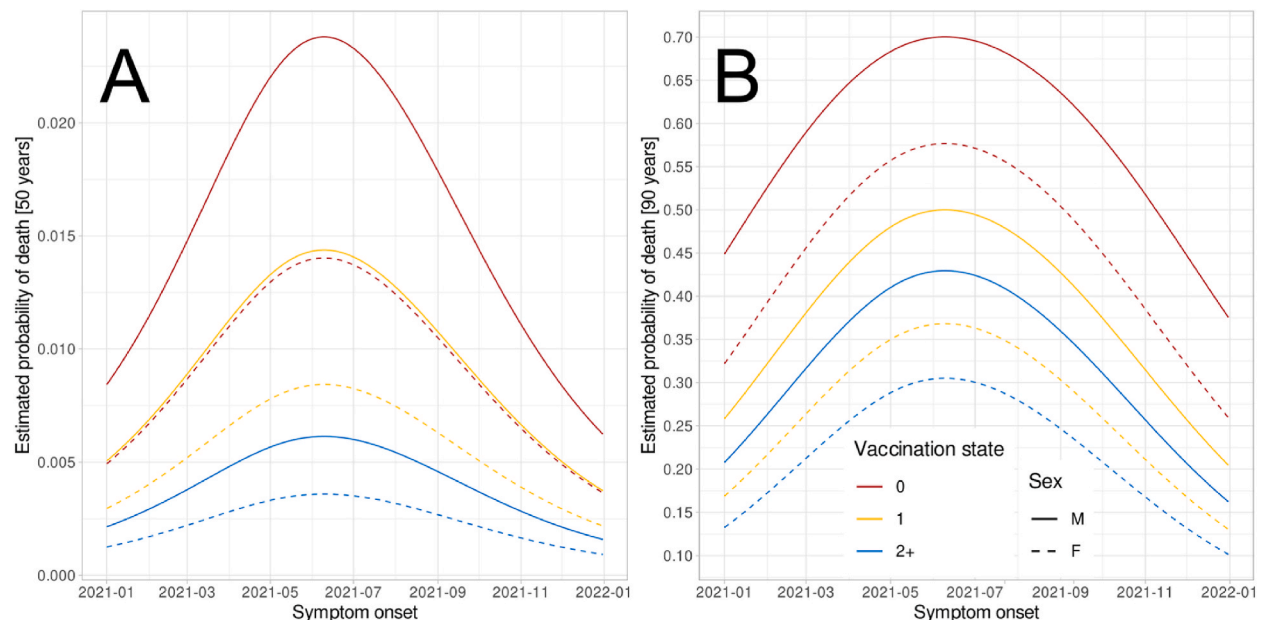 A
Estimated probability of death [50 years]
0.020
0.015
0.010
0.005
0.000
2021-01 2021-03 2021-05 2021-07 2021-09 2021-11 2022-01
Symptom onset
B
Estimated probability of death [90 years]
0.70
0.65
0.60
0.55
0.50
0.45
0.40
0.35
0.30
0.25
0.20
0.15
0.10
Vaccination state
0
1
2+
Sex
M
F
2021-01 2021-03 2021-05 2021-07 2021-09 2021-11 2022-01
Symptom onset